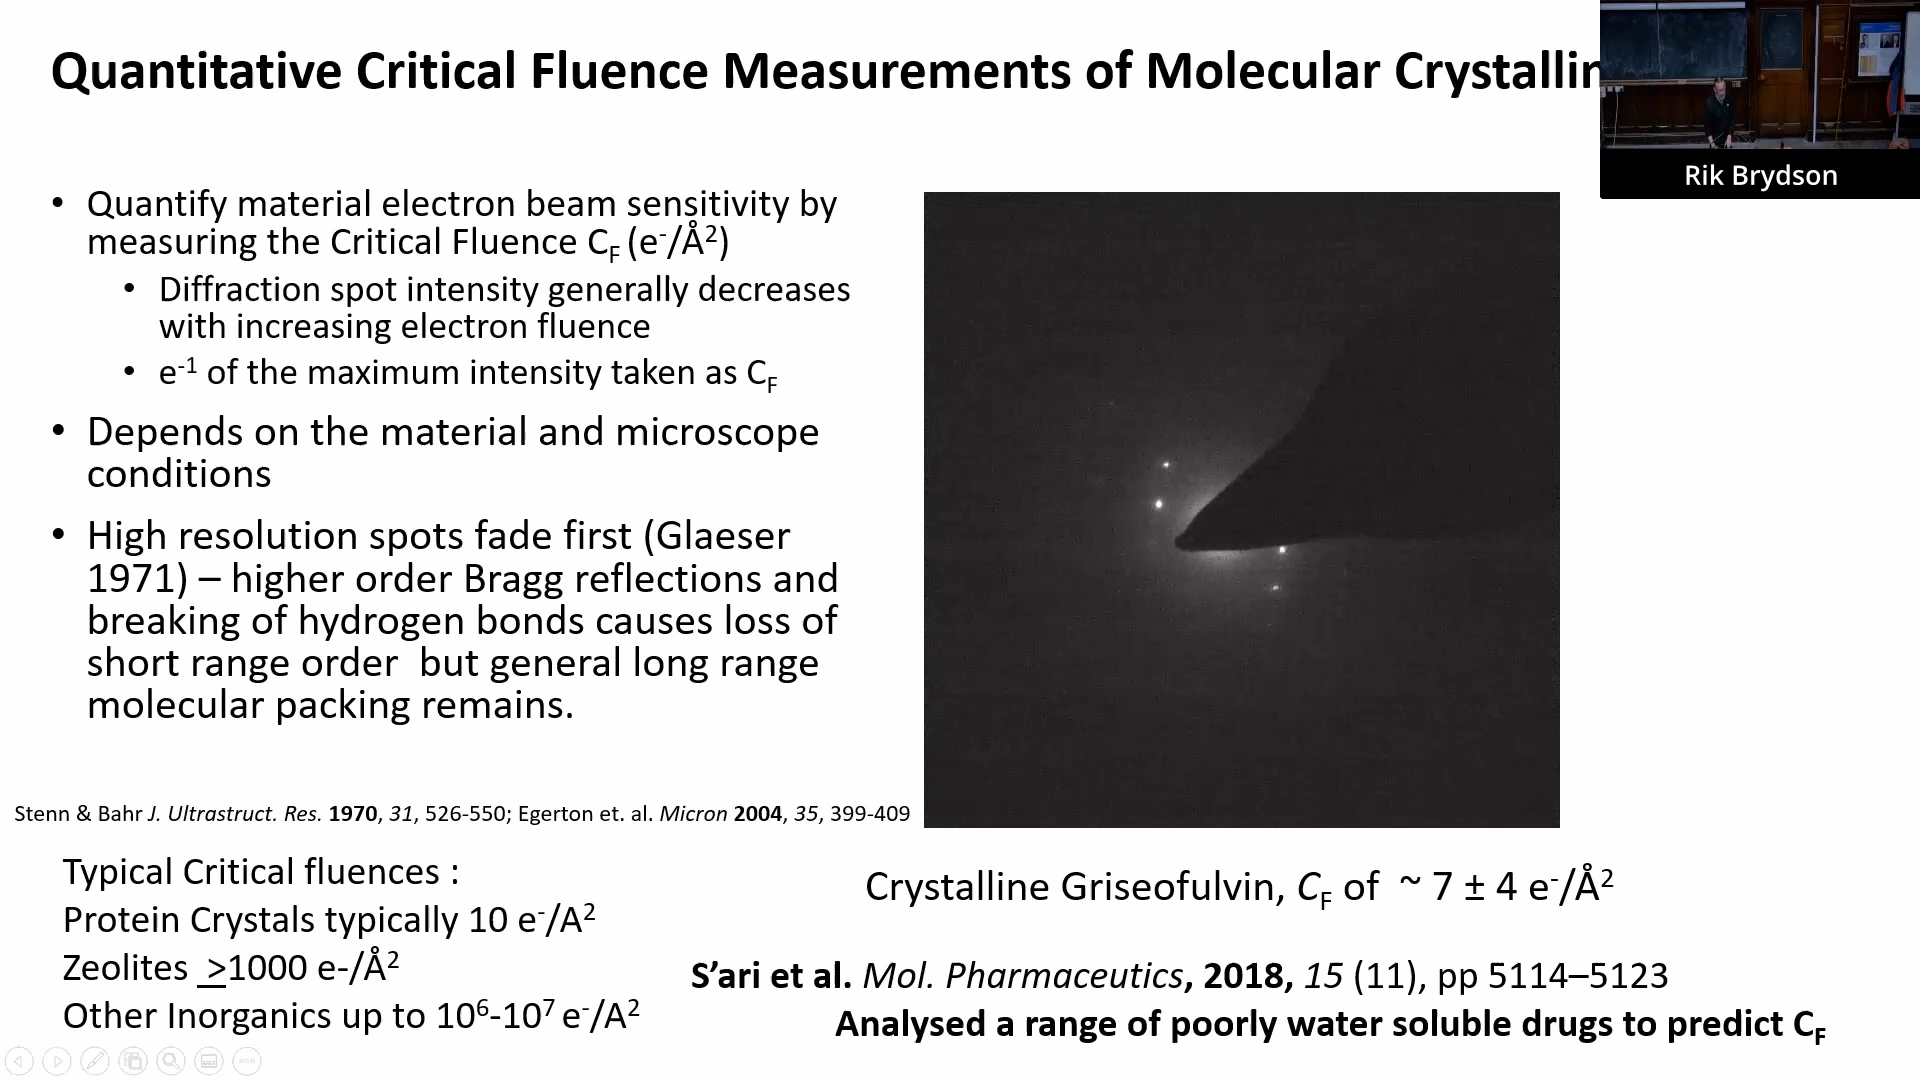 Quantitative Critical Fluence Measurements of Molecular Crystallin
Rik Brydson
• Quantify material electron beam sensitivity by
measuring the Critical Fluence CF (e-/Å2)
• Diffraction spot intensity generally decreases
with increasing electron fluence
• e-1 of the maximum intensity taken as CF
• Depends on the material and microscope
conditions
• High resolution spots fade first (Glaeser
1971) – higher order Bragg reflections and
breaking of hydrogen bonds causes loss of
short range order  but general long range
molecular packing remains.
Stenn & Bahr J. Ultrastruct. Res. 1970, 31, 526-550; Egerton et. al. Micron 2004, 35, 399-409
Typical Critical fluences :
Protein Crystals typically 10 e-/A2
Zeolites  >1000 e-/Å2
Other Inorganics up to 106-107 e-/A2
Crystalline Griseofulvin, CF of  ~ 7 ± 4 e-/Å2
S’ari et al. Mol. Pharmaceutics, 2018, 15 (11), pp 5114–5123
Analysed a range of poorly water soluble drugs to predict CF